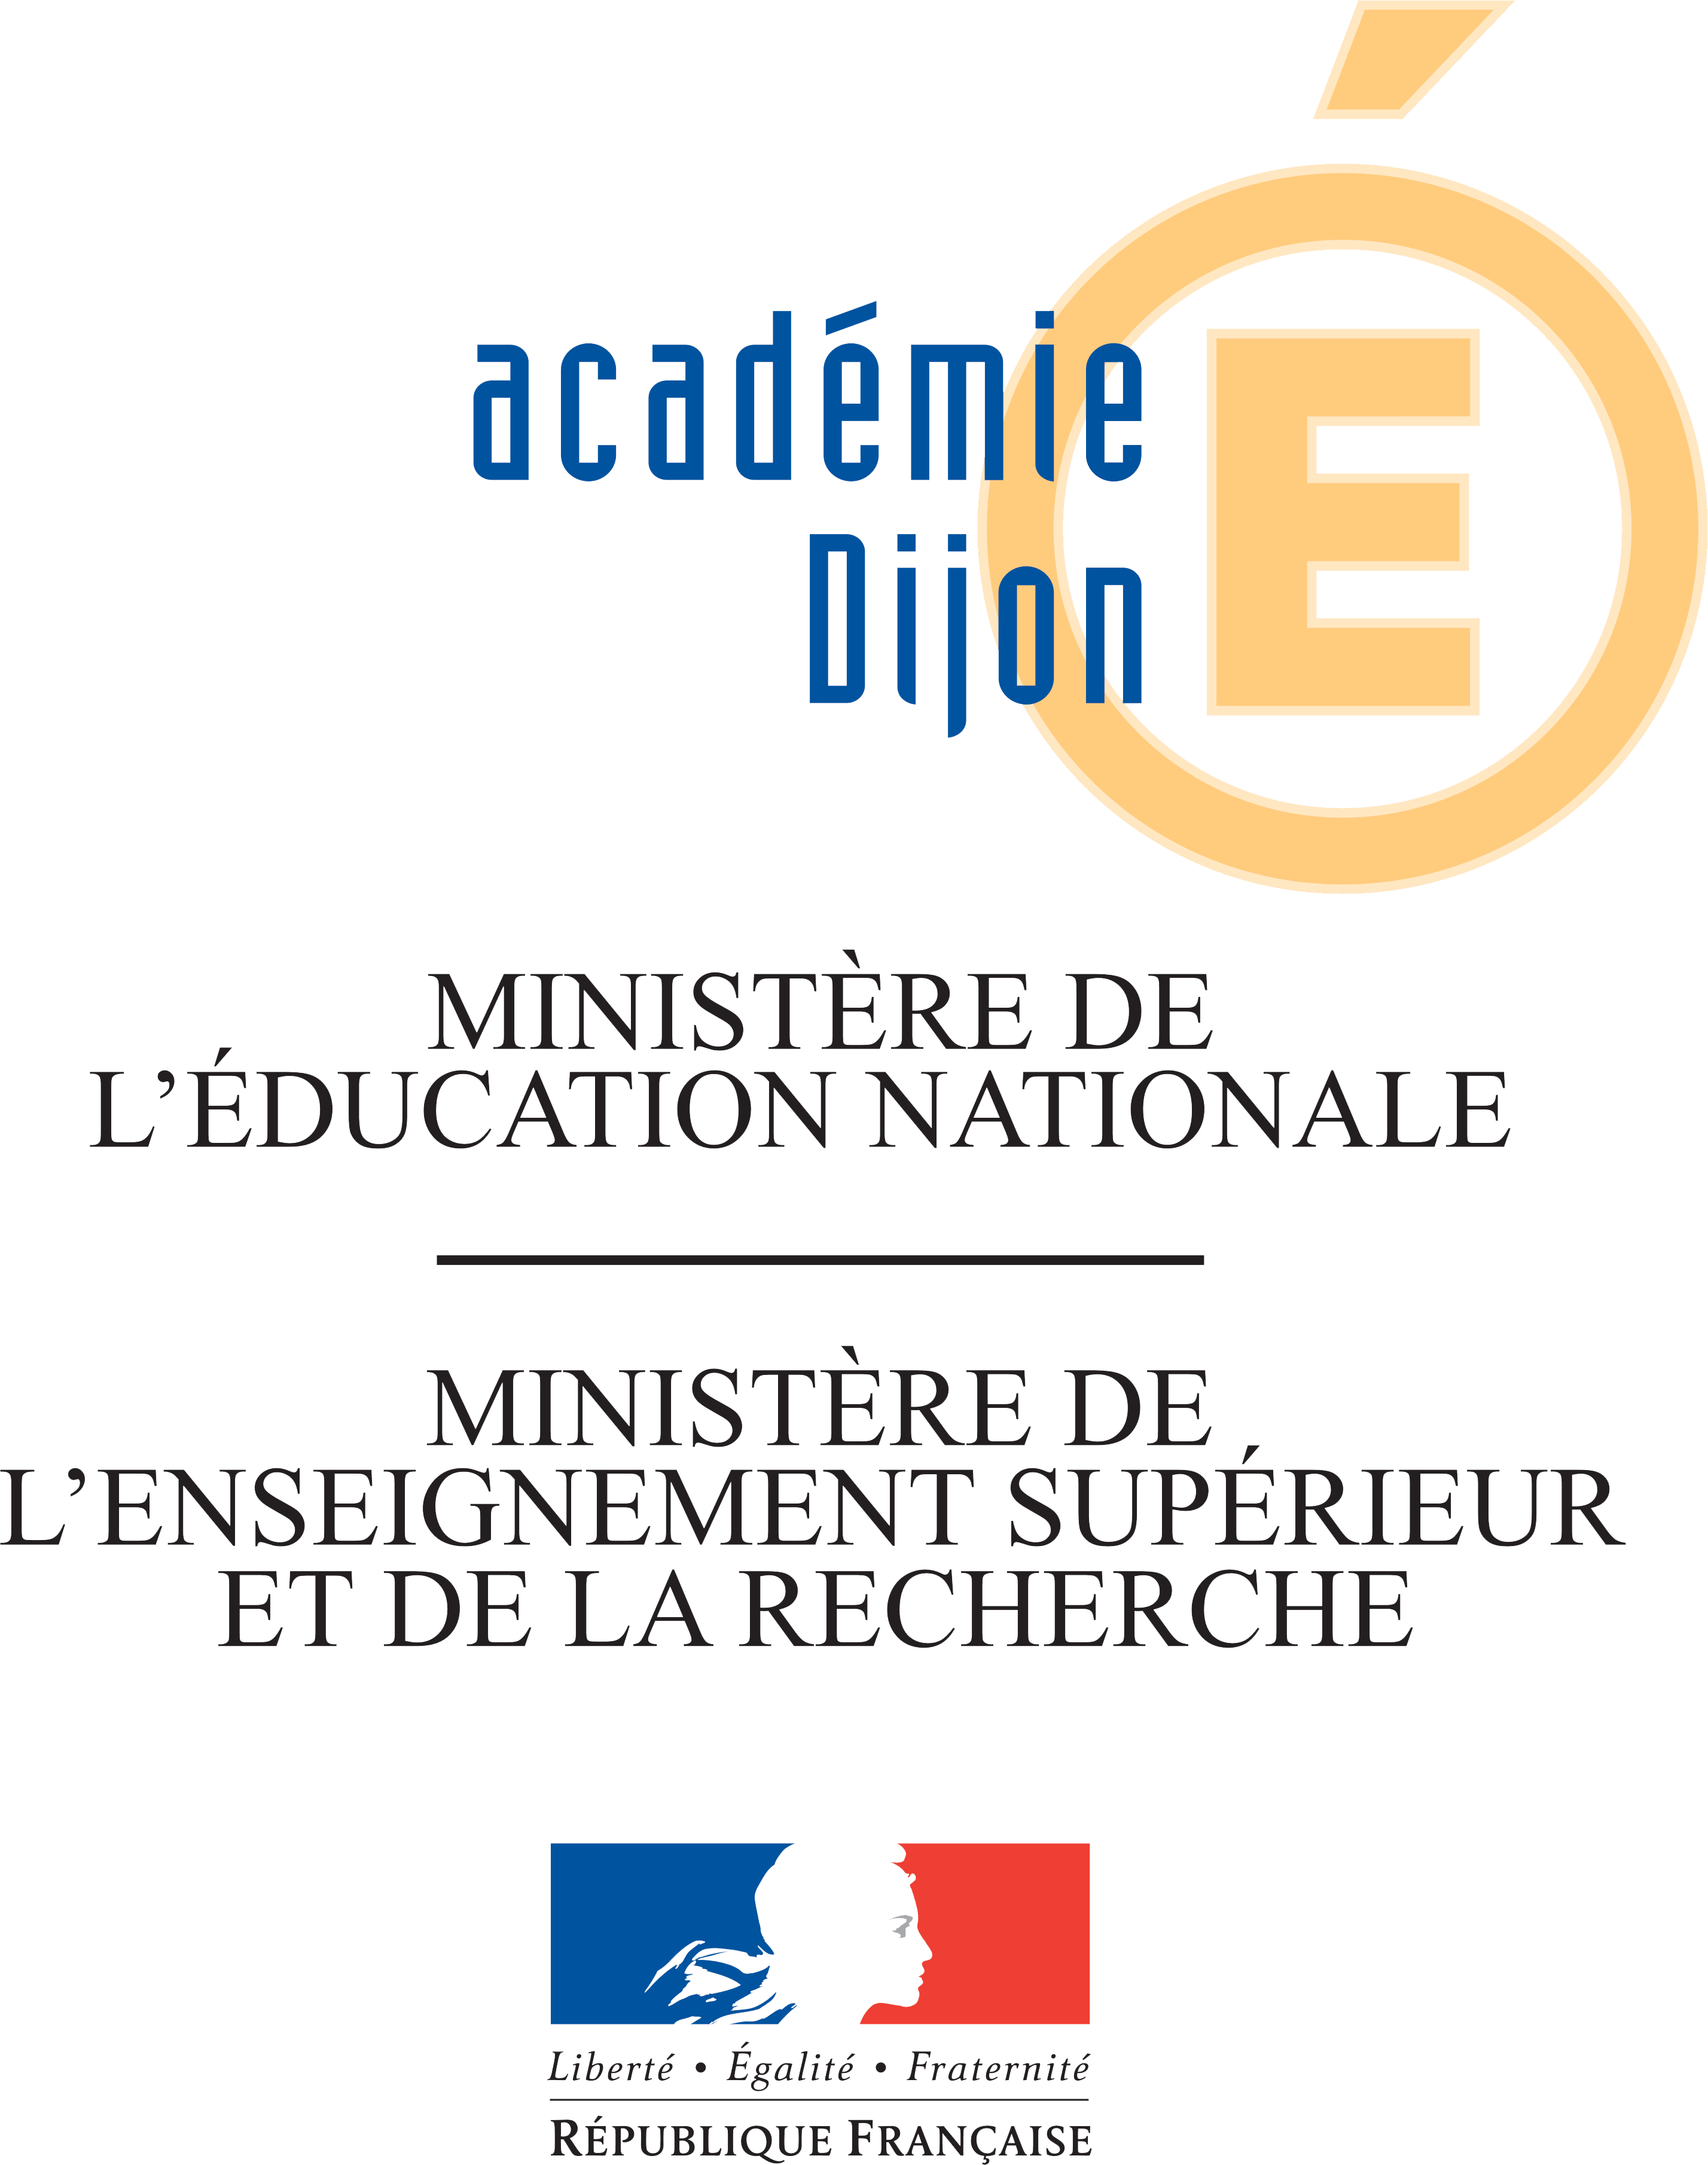 É
académie
Dijon
MINISTÈRE DE
L'ÉDUCATION NATIONALE
MINISTÈRE DE
L'ENSEIGNEMENT SUPÉRIEUR
ET DE LA RECHERCHE
Liberté • Égalité • Fraternité
RÉPUBLIQUE FRANÇAISE